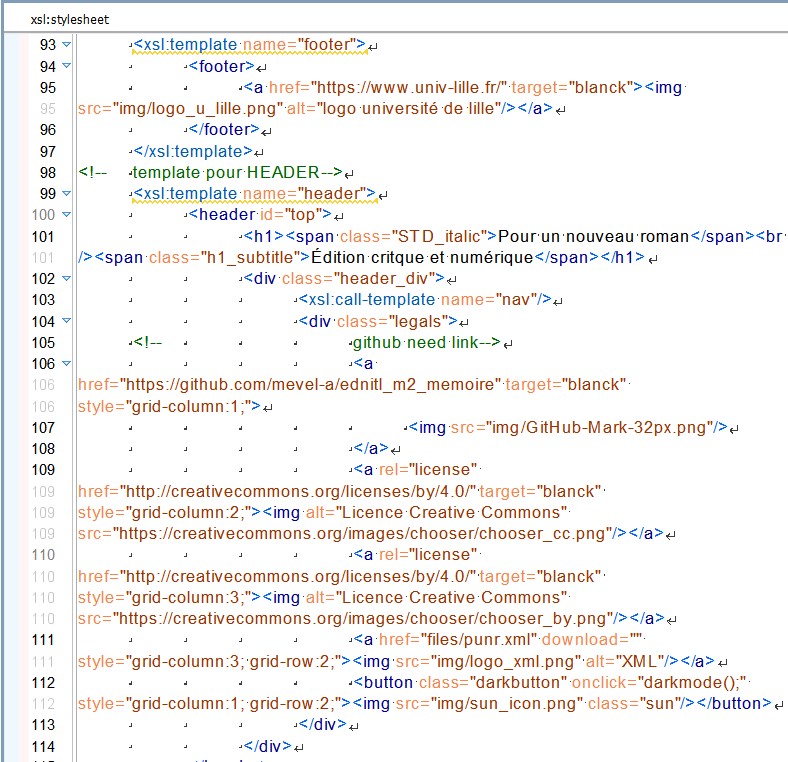 xsl:stylesheet
93 <xsl:template name="footer">
94 <footer>
95 <a href="https://www.univ-lille.fr/" target="blanck"><img
95 src="img/logo_u_lille.png" alt="logo université de lille"/></a>
96 </footer>
97 </xsl:template>
98 <!-- template pour HEADER-->
99 <xsl:template name="header">
100 <header id="top">
101 <h1><span class="STD_italic">Pour un nouveau roman</span><br
101 /><span class="h1_subtitle">Édition critque et numérique</span></h1>
102 <div class="header_div">
103 <xsl:call-template name="nav"/>
104 <div class="legals">
105 <!-- github need link-->
106 <a
106 href="https://github.com/mevel-a/ednitl_m2_memoire" target="blanck"
106 style="grid-column:1;">
107 <img src="img/GitHub-Mark-32px.png"/>
108 </a>
109 <a rel="license"
109 href="http://creativecommons.org/licenses/by/4.0/" target="blanck"
109 style="grid-column:2;"><img alt="Licence Creative Commons"
109 src="https://creativecommons.org/images/chooser/chooser_cc.png"/></a>
110 <a rel="license"
110 href="http://creativecommons.org/licenses/by/4.0/" target="blanck"
110 style="grid-column:3;"><img alt="Licence Creative Commons"
110 src="https://creativecommons.org/images/chooser/chooser_by.png"/></a>
111 <a href="files/punr.xml" download=""
111 style="grid-column:3; grid-row:2;"><img src="img/logo_xml.png" alt="XML"/></a>
112 <button class="darkbutton" onclick="darkmode();"
112 style="grid-column:1; grid-row:2;"><img src="img/sun_icon.png" class="sun"/></button>
113 </div>
114 </div>